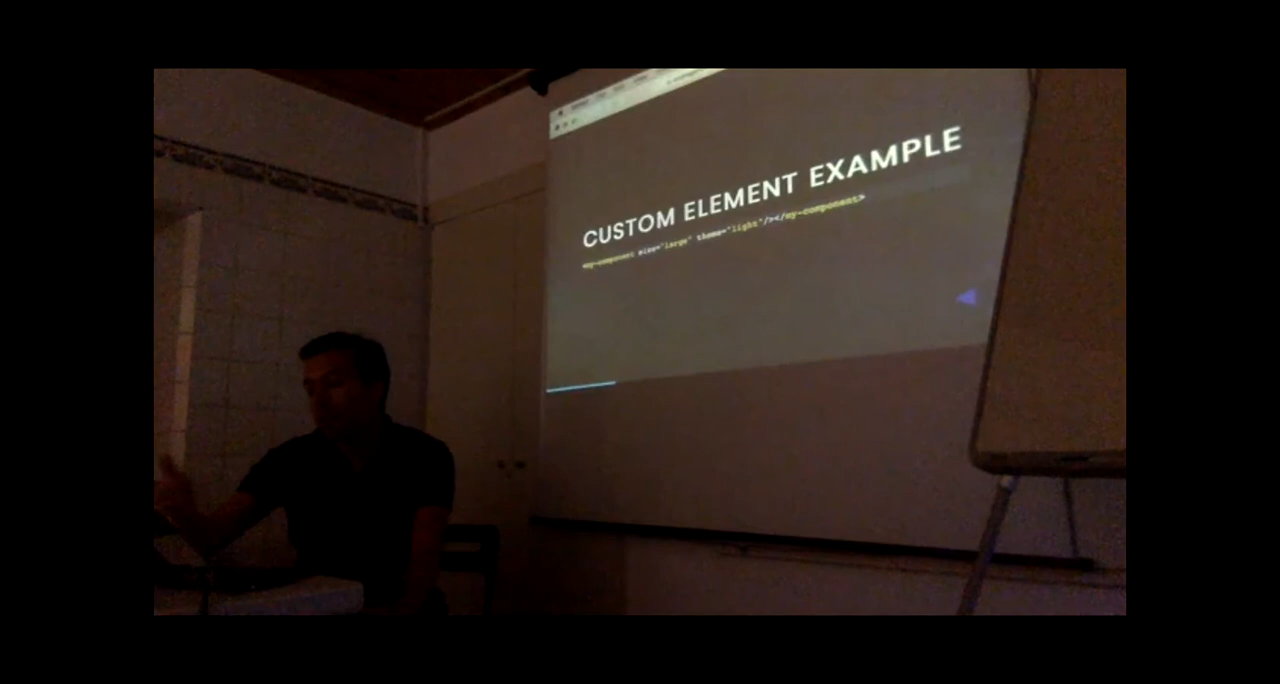 CUSTOM ELEMENT EXAMPLE
<my-component size="large" theme="light"/></my-component>